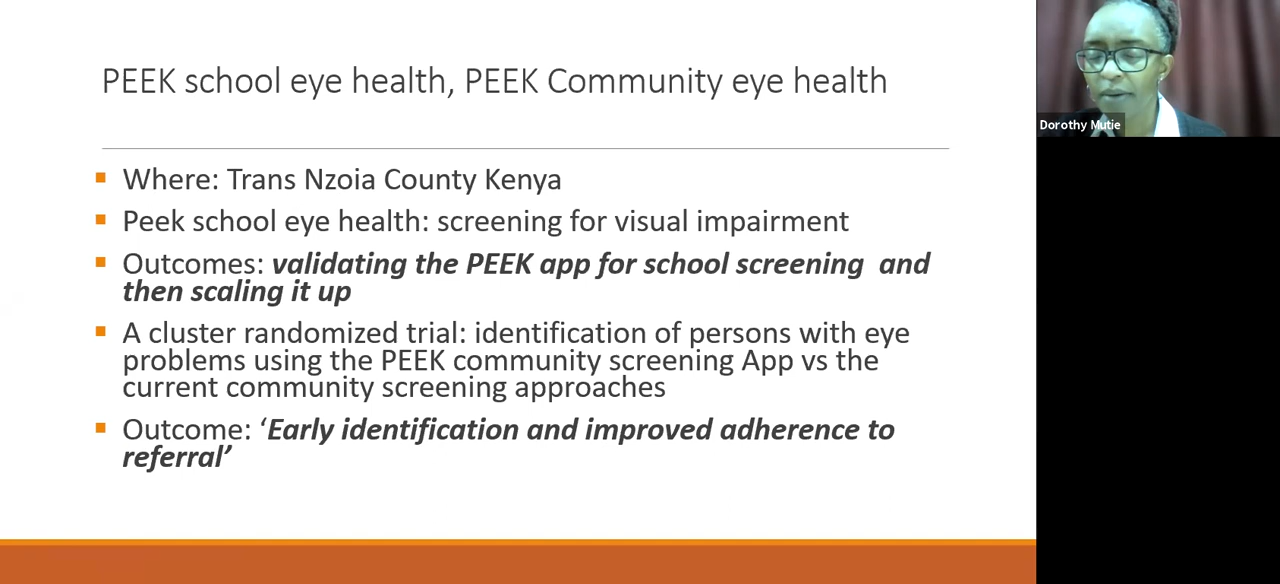 PEEK school eye health, PEEK Community eye health
Dorothy Mutie
Where: Trans Nzoia County Kenya
Peek school eye health: screening for visual impairment
Outcomes: validating the PEEK app for school screening and
then scaling it up
A cluster randomized trial: identification of persons with eye
problems using the PEEK community screening App vs the
current community screening approaches
Outcome: ‘Early identification and improved adherence to
referral’